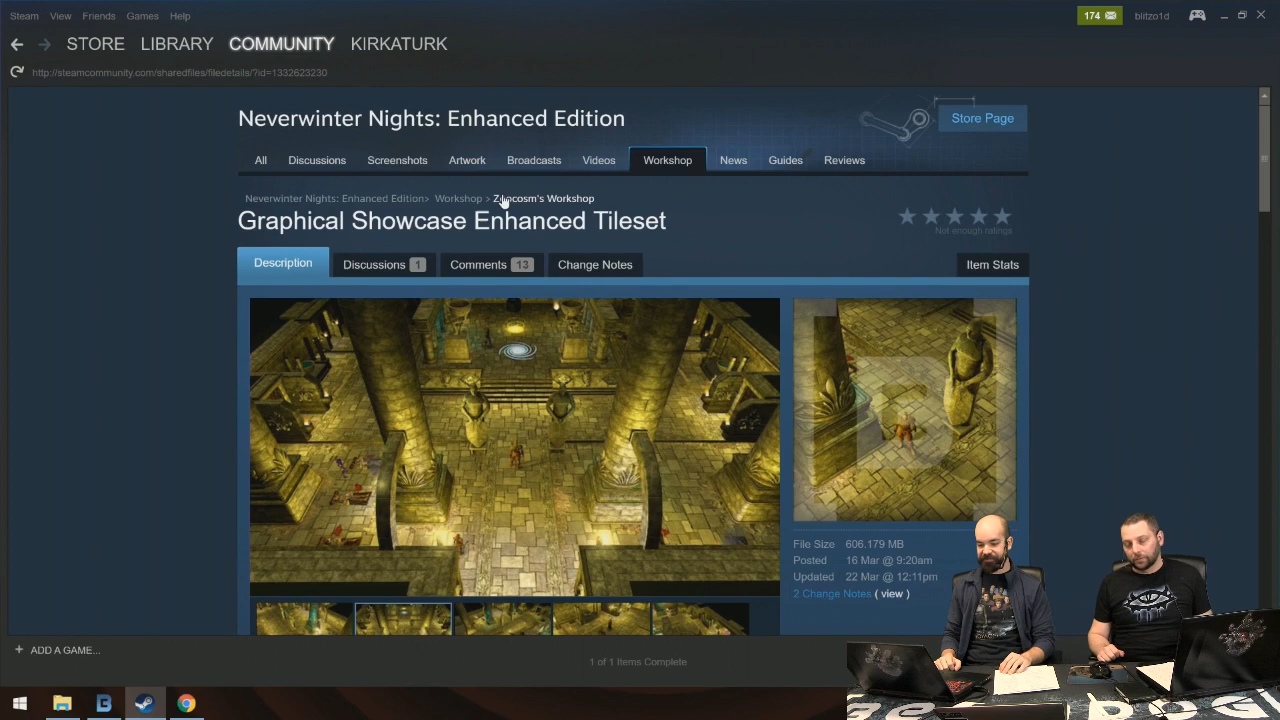 Steam View Friends Games Help
174
blitzo1d
STORE LIBRARY COMMUNITY KIRKATURK
http://steamcommunity.com/sharedfiles/filedetails/?id=1332623230
Neverwinter Nights: Enhanced Edition
Store Page
All Discussions Screenshots Artwork Broadcasts Videos Workshop News Guides Reviews
Neverwinter Nights: Enhanced Edition> Workshop > Workshop
Graphical Showcase Enhanced Tileset
Not enough ratings
Description Discussions 1 Comments 13 Change Notes Item Stats
File Size 606.179 MB
Posted 16 Mar @ 9:20am
Updated 22 Mar @ 12:11pm
2 Change Notes ( view )
+ ADD A GAME...
1 of 1 Items Complete